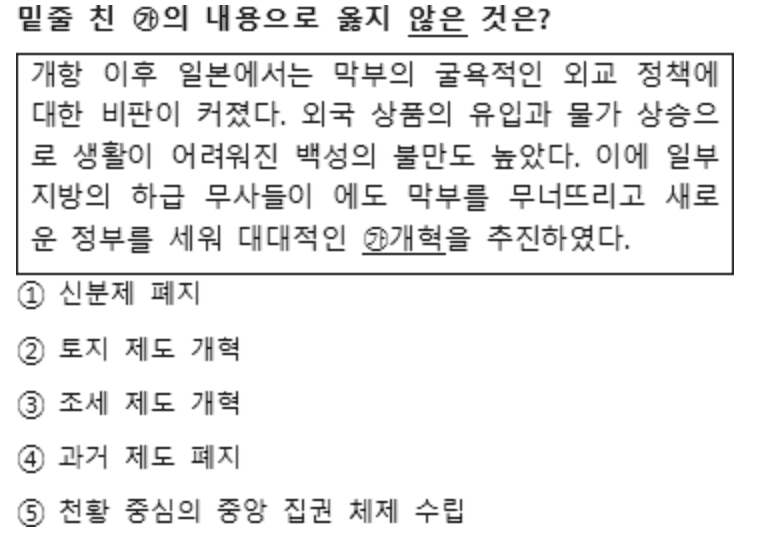 밑줄 친 ㉮의 내용으로 옳지 않은 것은?
개항 이후 일본에서는 막부의 굴욕적인 외교 정책에
대한 비판이 커졌다. 외국 상품의 유입과 물가 상승으
로 생활이 어려워진 백성의 불만도 높았다. 이에 일부
지방의 하급 무사들이 에도 막부를 무너뜨리고 새로
운 정부를 세워 대대적인 ㉮개혁을 추진하였다.
① 신분제 폐지
② 토지 제도 개혁
③ 조세 제도 개혁
④ 과거 제도 폐지
⑤ 천황 중심의 중앙 집권 체제 수립